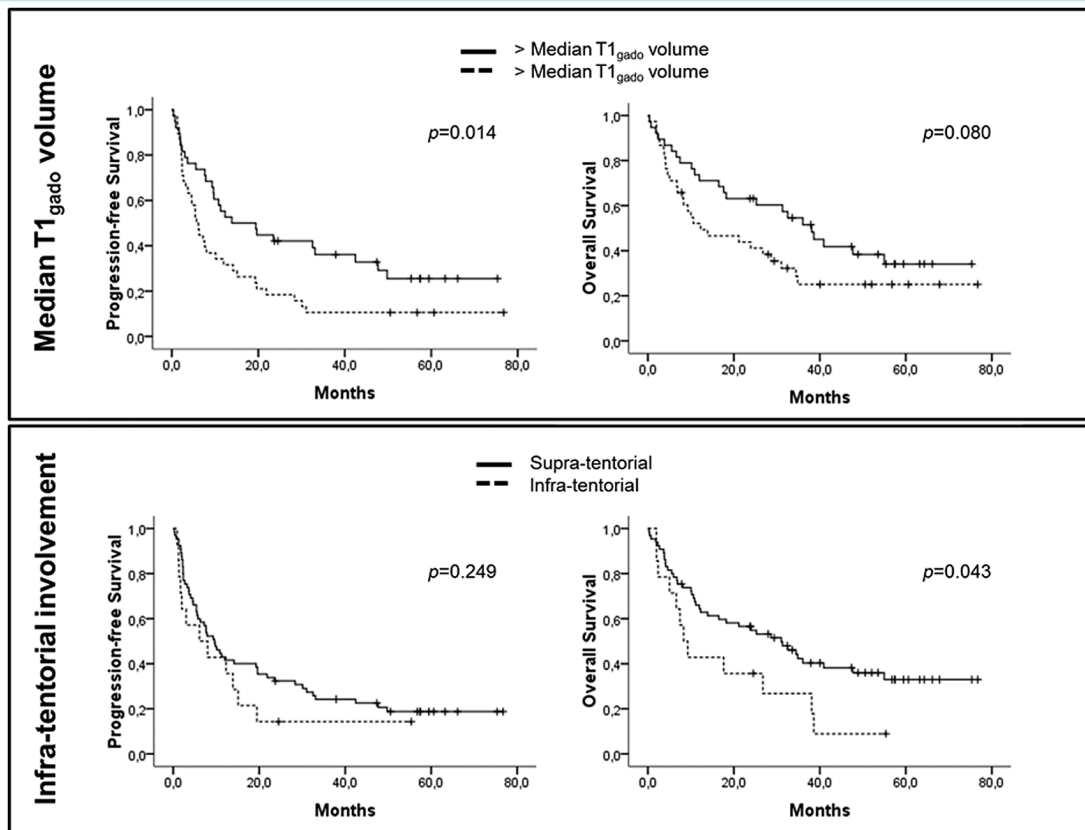 Median T1gado volume
> Median T1gado volume
> Median T1gado volume
Progression-free Survival
1,0
0,8
0,6
0,4
0,2
0,0
p=0.014
0,0 20,0 40,0 60,0 80,0
Months
Overall Survival
1,0
0,8
0,6
0,4
0,2
0,0
p=0.080
0,0 20,0 40,0 60,0 80,0
Months
Infra-tentorial involvement
Supra-tentorial
Infra-tentorial
Progression-free Survival
1,0
0,8
0,6
0,4
0,2
0,0
p=0.249
0,0 20,0 40,0 60,0 80,0
Months
Overall Survival
1,0
0,8
0,6
0,4
0,2
0,0
p=0.043
0,0 20,0 40,0 60,0 80,0
Months